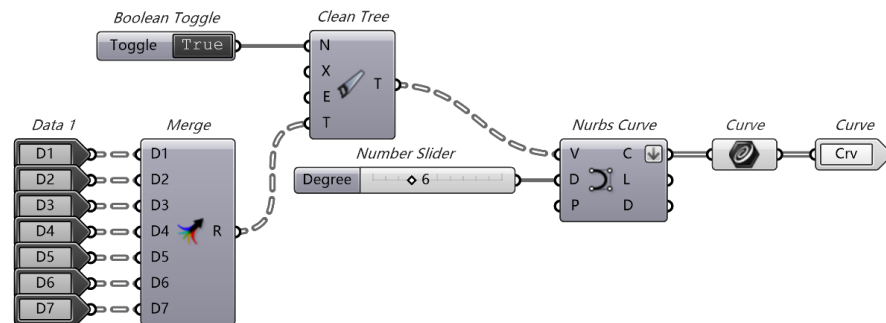 Boolean Toggle
Toggle True
Clean Tree
N
X
E
T
T
Data 1
D1
D2
D3
D4
D5
D6
D7
Merge
D1
D2
D3
D4
D5
D6
D7
R
Number Slider
Degree 6
Nurbs Curve
V
D
P
C
L
D
Curve
Curve
Crv